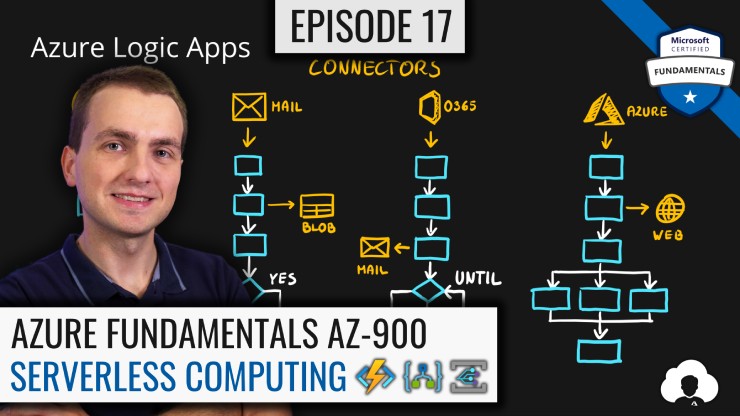 EPISODE 17
Azure Logic Apps
CONNECTORS
Microsoft
CERTIFIED
FUNDAMENTALS
MAIL
O365
AZURE
BLOB
WEB
MAIL
YES
UNTIL
AZURE FUNDAMENTALS AZ-900
SERVERLESS COMPUTING